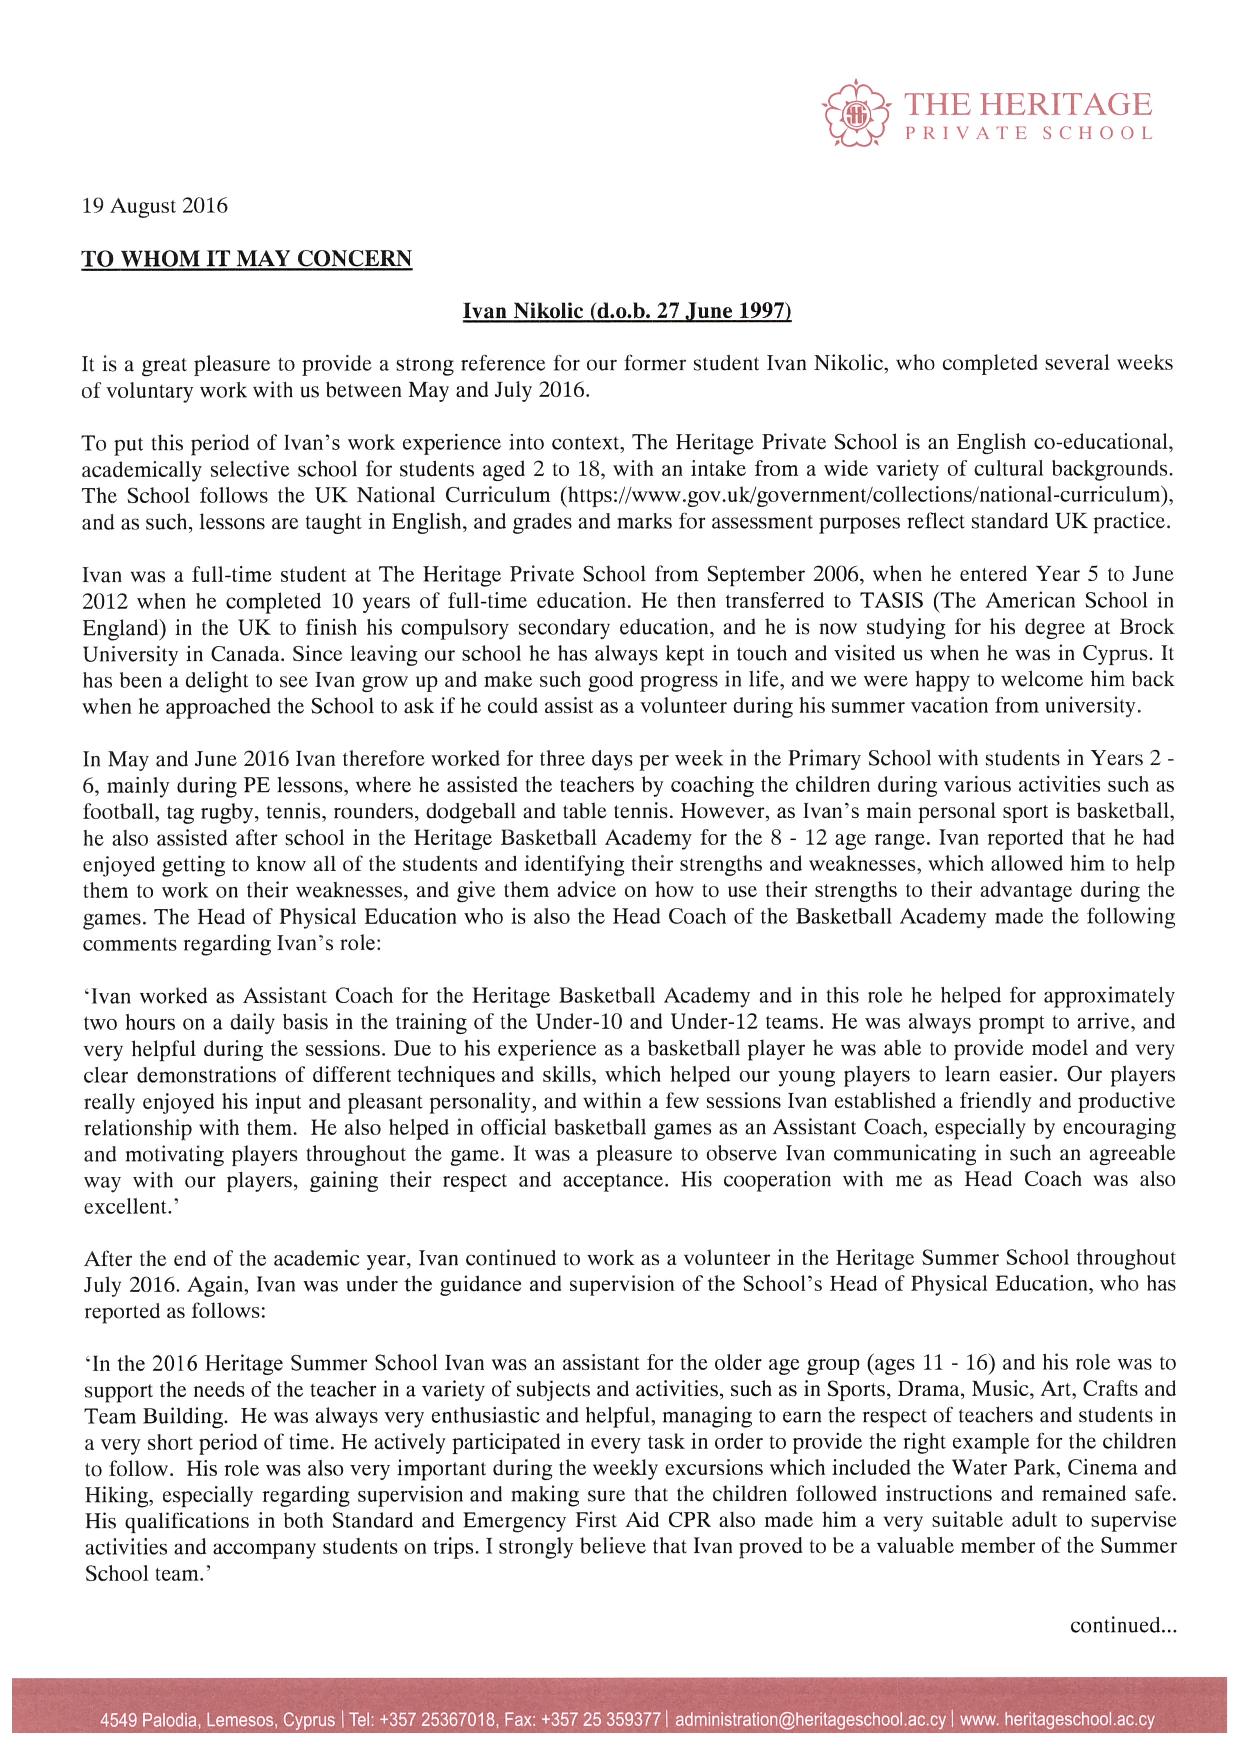 THE HERITAGE
PRIVATE SCHOOL
19 August 2016
TO WHOM IT MAY CONCERN
Ivan Nikolic (d.o.b. 27 June 1997)
It is a great pleasure to provide a strong reference for our former student Ivan Nikolic, who completed several weeks
of voluntary work with us between May and July 2016.
To put this period of Ivan's work experience into context, The Heritage Private School is an English co-educational,
academically selective school for students aged 2 to 18, with an intake from a wide variety of cultural backgrounds.
The School follows the UK National Curriculum (https://www.gov.uk/government/collections/national-curriculum),
and as such, lessons are taught in English, and grades and marks for assessment purposes reflect standard UK practice.
Ivan was a full-time student at The Heritage Private School from September 2006, when he entered Year 5 to June
2012 when he completed 10 years of full-time education. He then transferred to TASIS (The American School in
England) in the UK to finish his compulsory secondary education, and he is now studying for his degree at Brock
University in Canada. Since leaving our school he has always kept in touch and visited us when he was in Cyprus. It
has been a delight to see Ivan grow up and make such good progress in life, and we were happy to welcome him back
when he approached the School to ask if he could assist as a volunteer during his summer vacation from university.
In May and June 2016 Ivan therefore worked for three days per week in the Primary School with students in Years 2 -
6, mainly during PE lessons, where he assisted the teachers by coaching the children during various activities such as
football, tag rugby, tennis, rounders, dodgeball and table tennis. However, as Ivan's main personal sport is basketball,
he also assisted after school in the Heritage Basketball Academy for the 8 - 12 age range. Ivan reported that he had
enjoyed getting to know all of the students and identifying their strengths and weaknesses, which allowed him to help
them to work on their weaknesses, and give them advice on how to use their strengths to their advantage during the
games. The Head of Physical Education who is also the Head Coach of the Basketball Academy made the following
comments regarding Ivan's role:
'Ivan worked as Assistant Coach for the Heritage Basketball Academy and in this role he helped for approximately
two hours on a daily basis in the training of the Under-10 and Under-12 teams. He was always prompt to arrive, and
very helpful during the sessions. Due to his experience as a basketball player he was able to provide model and very
clear demonstrations of different techniques and skills, which helped our young players to learn easier. Our players
really enjoyed his input and pleasant personality, and within a few sessions Ivan established a friendly and productive
relationship with them. He also helped in official basketball games as an Assistant Coach, especially by encouraging
and motivating players throughout the game. It was a pleasure to observe Ivan communicating in such an agreeable
way with our players, gaining their respect and acceptance. His cooperation with me as Head Coach was also
excellent.'
After the end of the academic year, Ivan continued to work as a volunteer in the Heritage Summer School throughout
July 2016. Again, Ivan was under the guidance and supervision of the School's Head of Physical Education, who has
reported as follows:
'In the 2016 Heritage Summer School Ivan was an assistant for the older age group (ages 11 - 16) and his role was to
support the needs of the teacher in a variety of subjects and activities, such as in Sports, Drama, Music, Art, Crafts and
Team Building. He was always very enthusiastic and helpful, managing to earn the respect of teachers and students in
a very short period of time. He actively participated in every task in order to provide the right example for the children
to follow. His role was also very important during the weekly excursions which included the Water Park, Cinema and
Hiking, especially regarding supervision and making sure that the children followed instructions and remained safe.
His qualifications in both Standard and Emergency First Aid CPR also made him a very suitable adult to supervise
activities and accompany students on trips. I strongly believe that Ivan proved to be a valuable member of the Summer
School team.'
continued...
4549 Palodia, Lemesos, Cyprus | Tel: +357 25367018, Fax: +357 25 359377 | administration@heritageschool.ac.cy | www. heritageschool.ac.cy